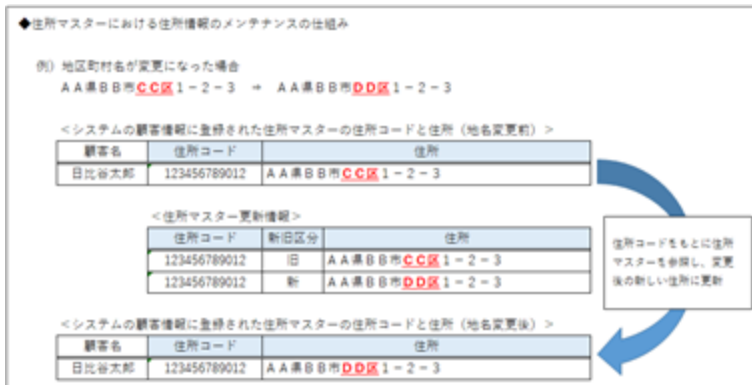 ◆住所マスターにおける住所情報のメンテナンスの仕組み
例）地区町村名が変更になった場合
ＡＡ県ＢＢ市ＣＣ区１－２－３ ⇒ ＡＡ県ＢＢ市ＤＤ区１－２－３
＜システムの顧客情報に登録された住所マスターの住所コードと住所（地名変更前）＞
顧客名 住所コード 住所
日比谷太郎 123456789012 ＡＡ県ＢＢ市ＣＣ区１－２－３
＜住所マスター更新情報＞
住所コード 新旧区分 住所
123456789012 旧 ＡＡ県ＢＢ市ＣＣ区１－２－３
123456789012 新 ＡＡ県ＢＢ市ＤＤ区１－２－３
住所コードをもとに住所
マスターを参照し、変更
後の新しい住所に更新
＜システムの顧客情報に登録された住所マスターの住所コードと住所（地名変更後）＞
顧客名 住所コード 住所
日比谷太郎 123456789012 ＡＡ県ＢＢ市ＤＤ区１－２－３